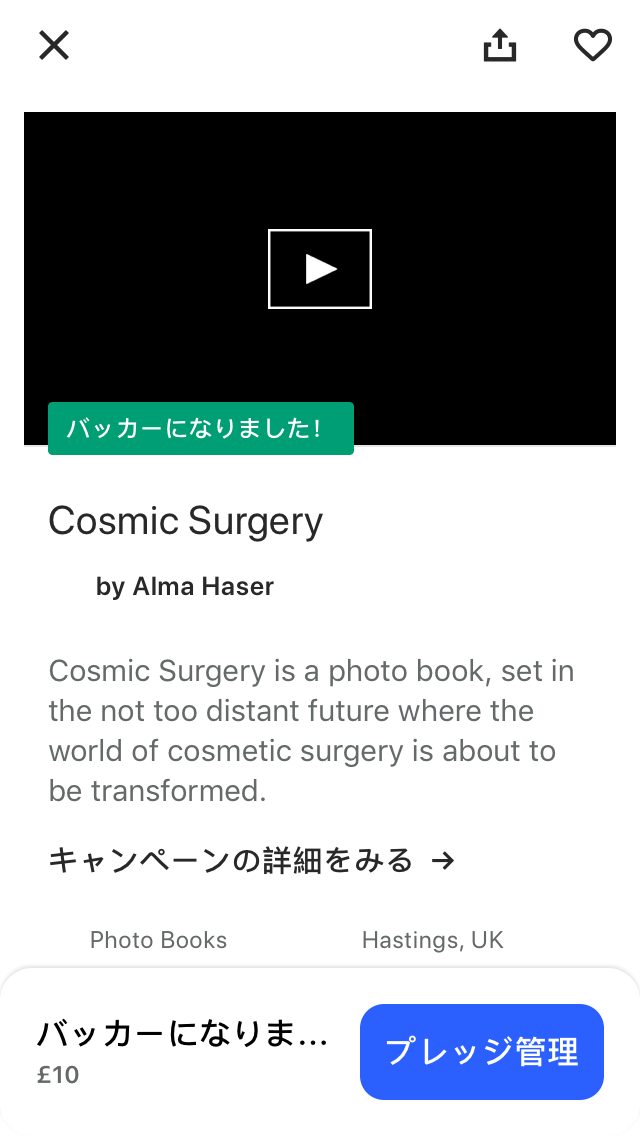 バッカーになりました!
Cosmic Surgery
by Alma Haser
Cosmic Surgery is a photo book, set in
the not too distant future where the
world of cosmetic surgery is about to
be transformed.
キャンペーンの詳細をみる →
Photo Books
Hastings, UK
バッカーになりま...
£10
プレッジ管理